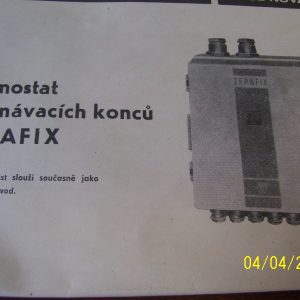 mostat
návacích konců
AFIX
st slouží současně jako
vod.
ZEPAFIX
04/04/2